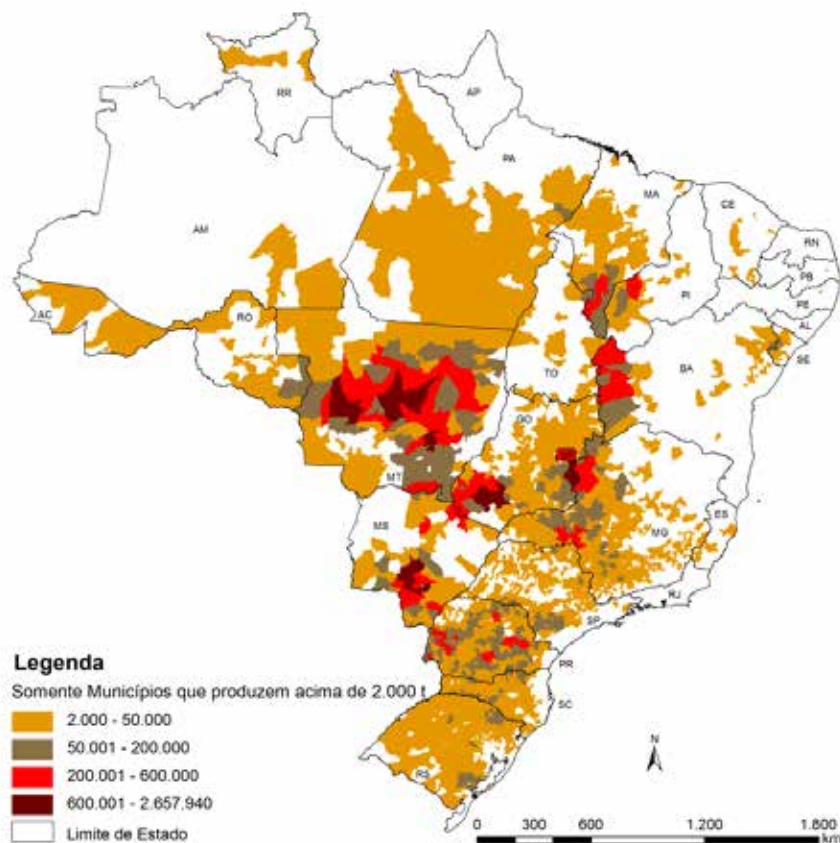 RR
AP
AM
PA
MA
CE
RN
PB
PE
AL
SE
PI
AC
RO
TO
BA
GO
MT
MS
MG
ES
RJ
SP
PR
SC
RS
Legenda
Somente Municípios que produzem acima de 2.000 t
2.000 - 50.000
50.001 - 200.000
200.001 - 600.000
600.001 - 2.657.940
Limite de Estado
N
0 300 600 1.200 1.800
km